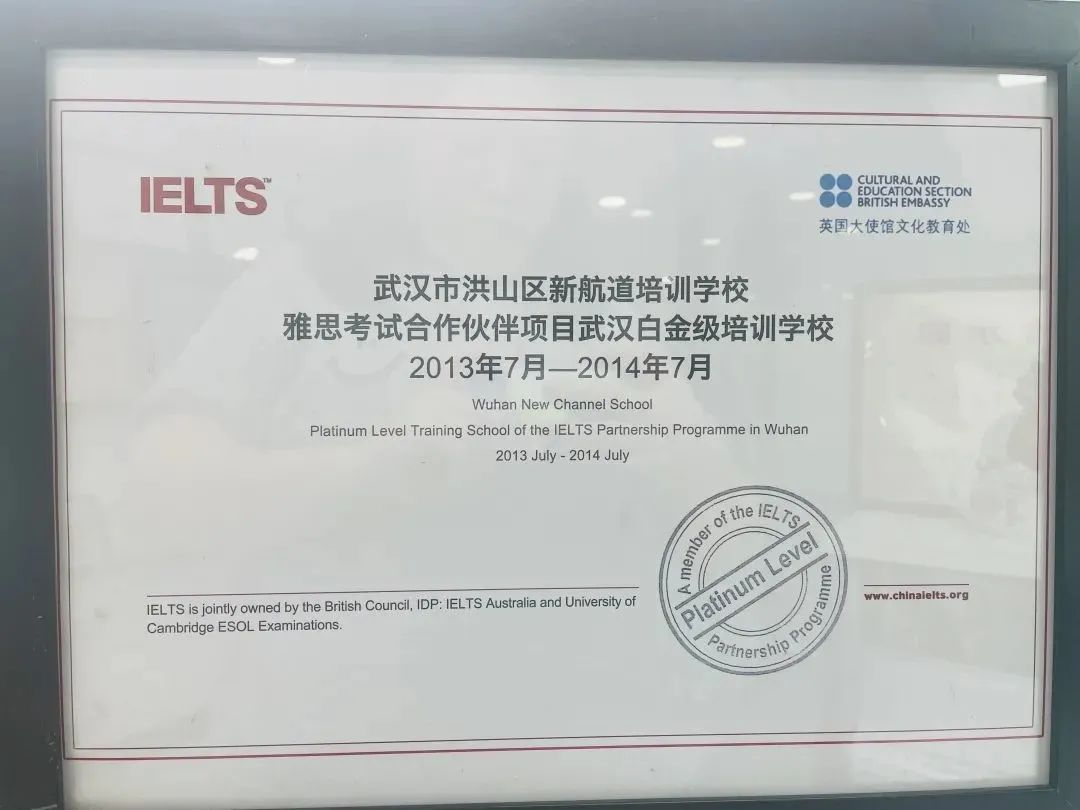 IELTS™
CULTURAL AND
EDUCATION SECTION
BRITISH EMBASSY
英国大使馆文化教育处
武汉市洪山区新航道培训学校
雅思考试合作伙伴项目武汉白金级培训学校
2013年7月—2014年7月
Wuhan New Channel School
Platinum Level Training School of the IELTS Partnership Programme in Wuhan
2013 July - 2014 July
A member of the IELTS
Platinum Level
Partnership Programme
IELTS is jointly owned by the British Council, IDP: IELTS Australia and University of
Cambridge ESOL Examinations.
www.chinaielts.org